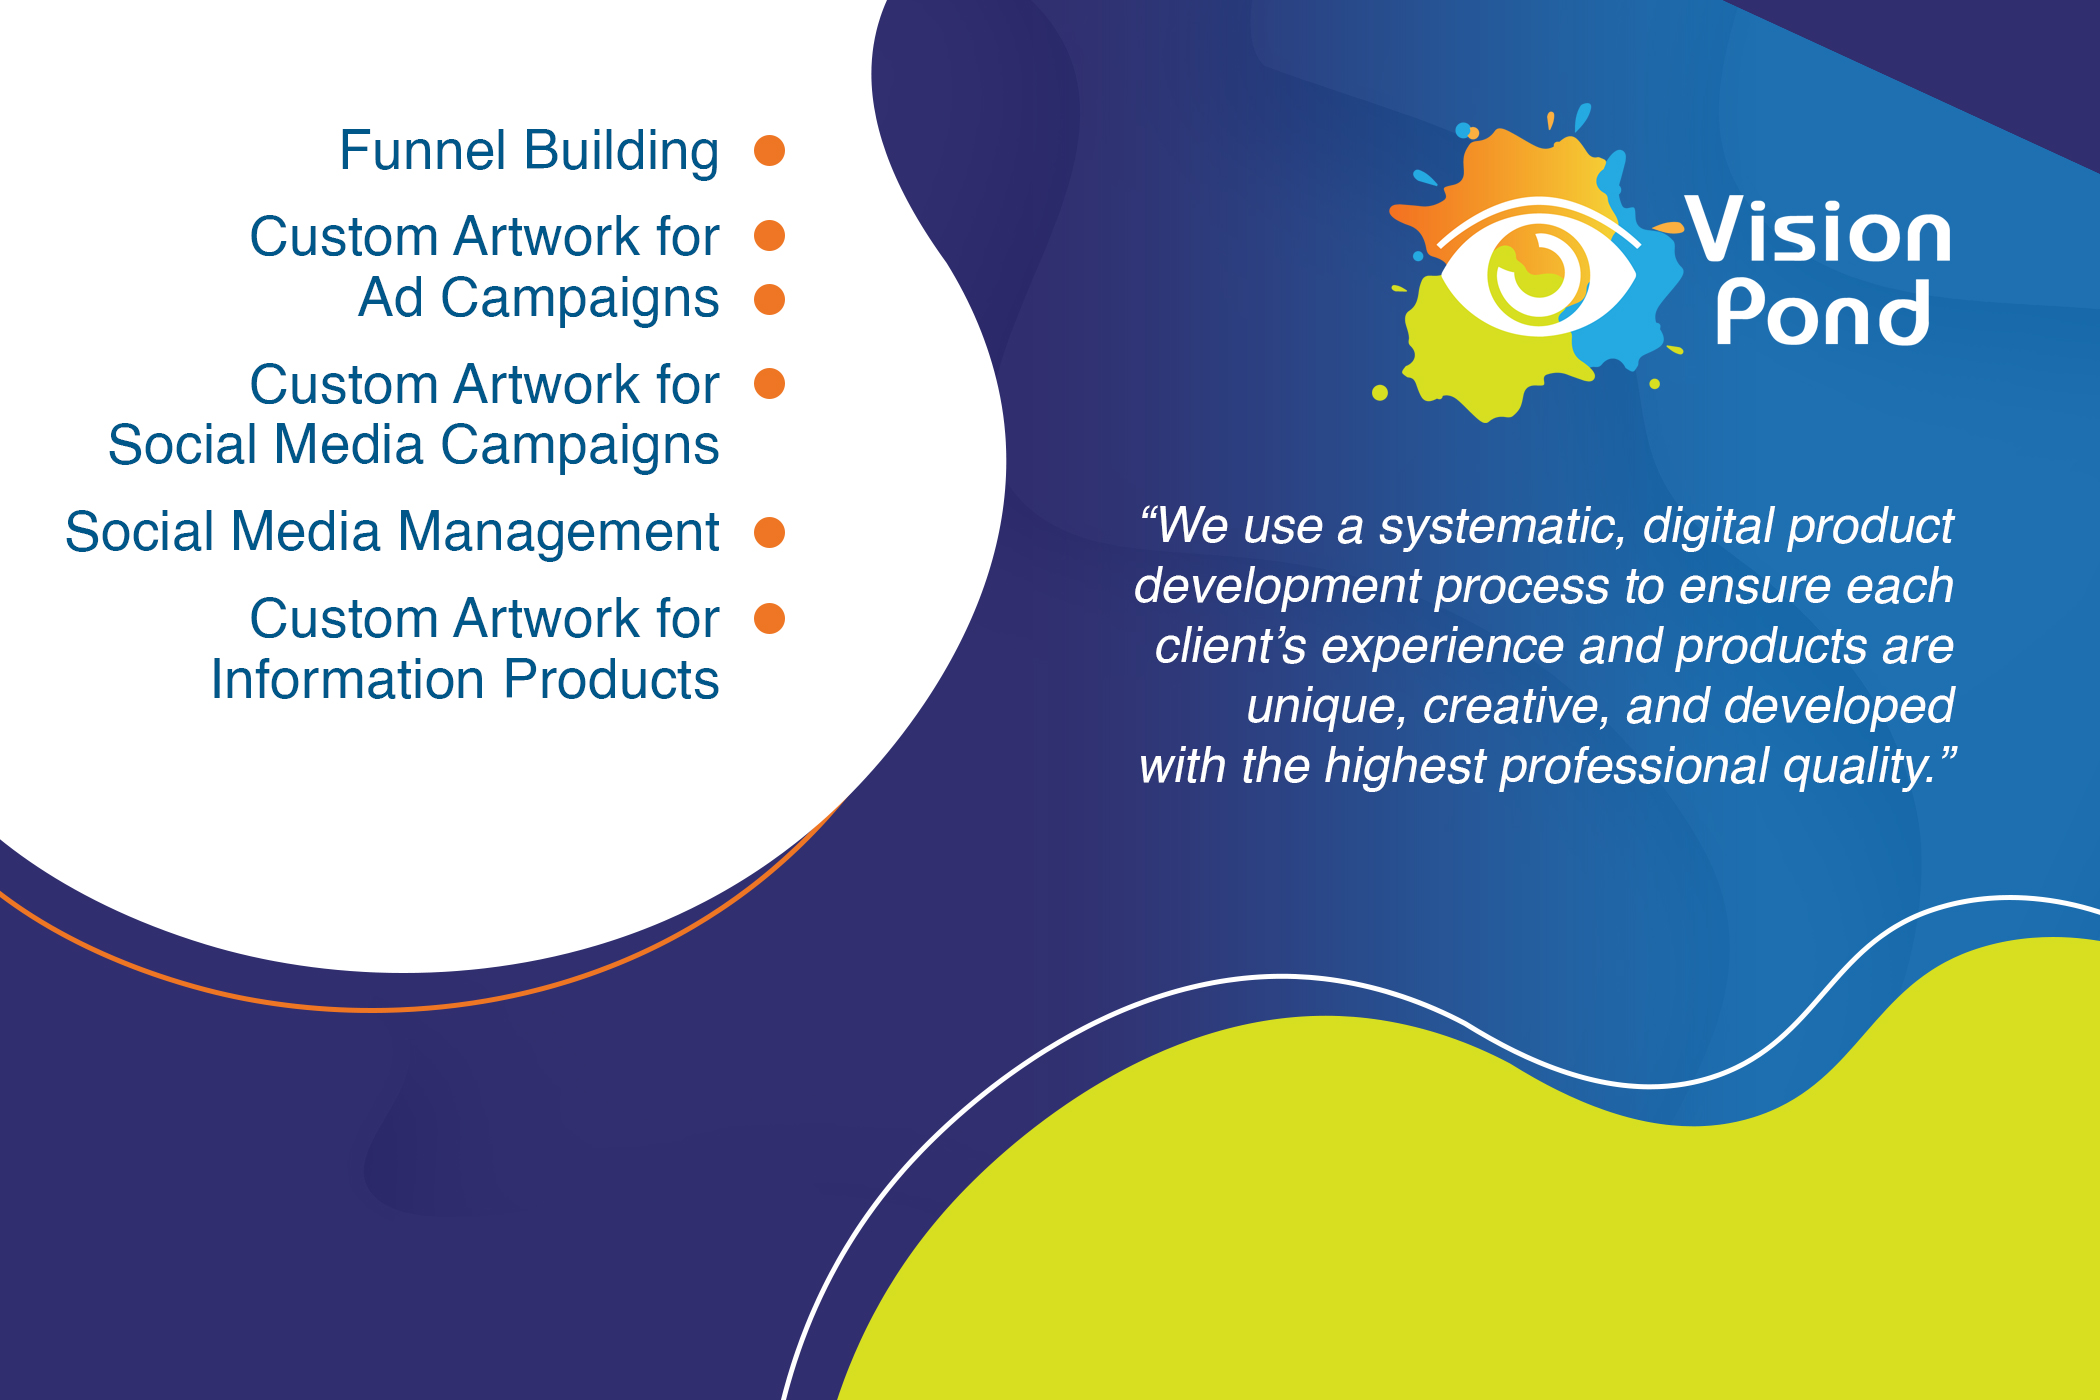 Funnel Building
Custom Artwork for
Ad Campaigns
Custom Artwork for
Social Media Campaigns
Social Media Management
Custom Artwork for
Information Products
Vision
Pond
“We use a systematic, digital product
development process to ensure each
client’s experience and products are
unique, creative, and developed
with the highest professional quality.”